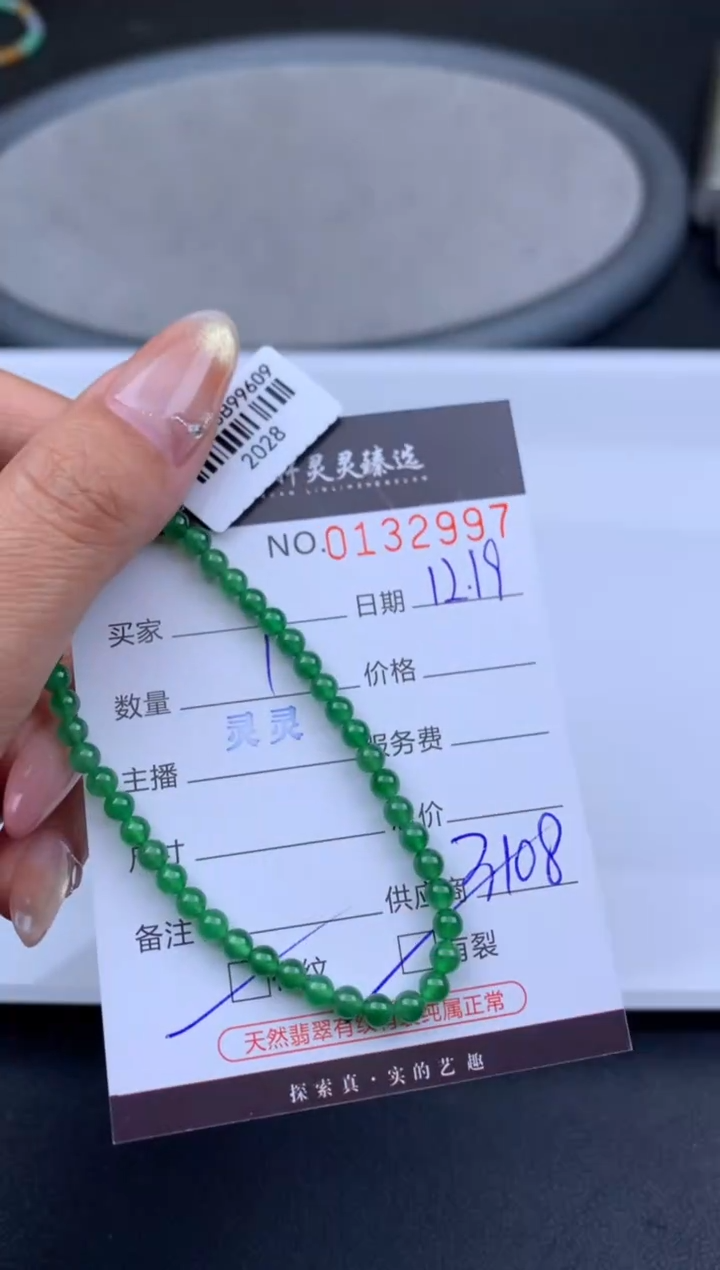 899609
2028
灵灵臻选
NO.0132997
买家 日期 12.19
数量 1 价格
灵灵
主播 服务费
尺寸 价
备注 供应商 3108
纹 有裂
天然翡翠有纹有裂纯属正常
探索真·实的艺趣